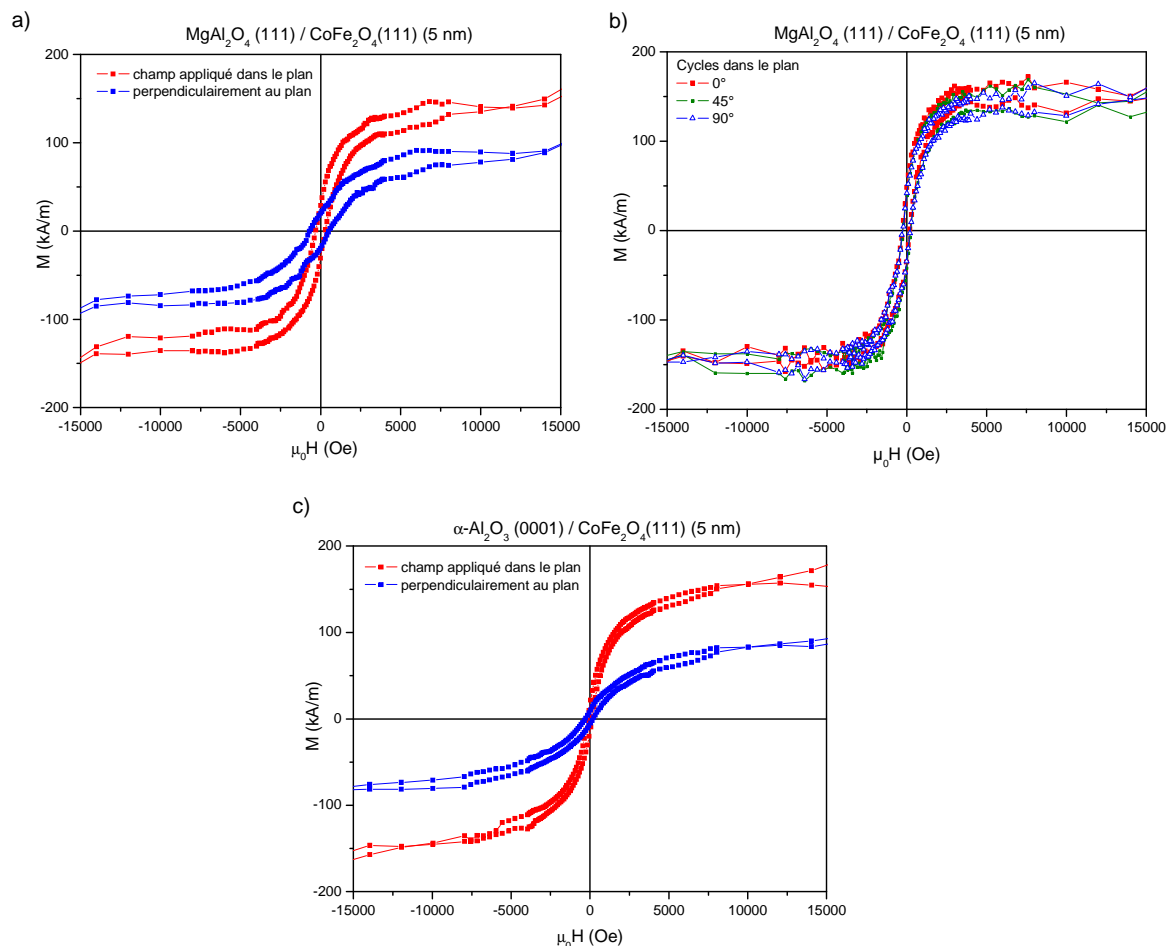 a)
MgAl₂O₄ (111) / CoFe₂O₄(111) (5 nm)
200
champ appliqué dans le plan
perpendiculairement au plan
100
M (kA/m)
0
-100
-200
-15000 -10000 -5000 0 5000 10000 15000
μ₀H (Oe)
b)
MgAl₂O₄ (111) / CoFe₂O₄ (111) (5 nm)
200
Cycles dans le plan
0°
45°
90°
100
M (kA/m)
0
-100
-200
-15000 -10000 -5000 0 5000 10000 15000
μ₀H (Oe)
c)
α-Al₂O₃ (0001) / CoFe₂O₄(111) (5 nm)
200
champ appliqué dans le plan
perpendiculairement au plan
100
M (kA/m)
0
-100
-200
-15000 -10000 -5000 0 5000 10000 15000
μ₀H (Oe)